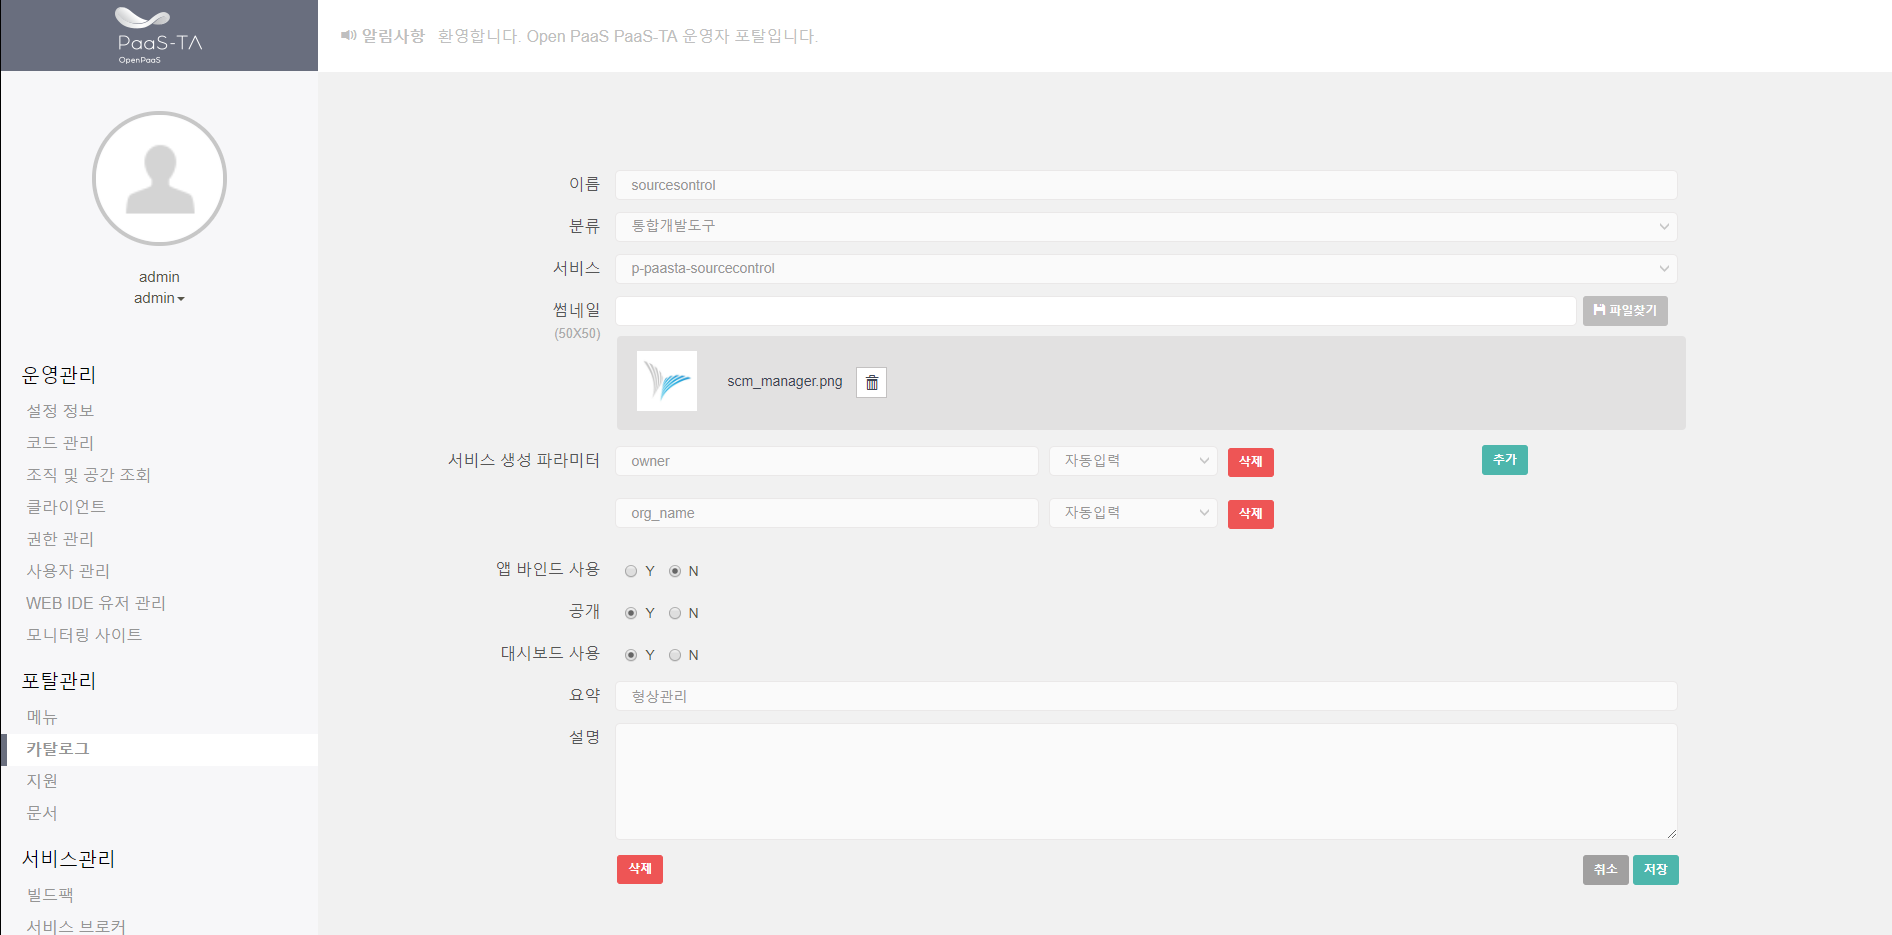 PaaS-TA
OpenPaaS
알림사항 환영합니다. Open PaaS PaaS-TA 운영자 포탈입니다.
admin
admin
운영관리
설정 정보
코드 관리
조직 및 공간 조회
클라이언트
권한 관리
사용자 관리
WEB IDE 유저 관리
모니터링 사이트
포탈관리
메뉴
카탈로그
지원
문서
서비스관리
빌드팩
서비스 브로커
이름 sourcesontrol
분류 통합개발도구
서비스 p-paasta-sourcecontrol
썸네일 파일찾기
(50X50)
scm_manager.png
서비스 생성 파라미터 owner 자동입력 삭제 추가
org_name 자동입력 삭제
앱 바인드 사용 Y N
공개 Y N
대시보드 사용 Y N
요약 형상관리
설명
삭제 취소 저장